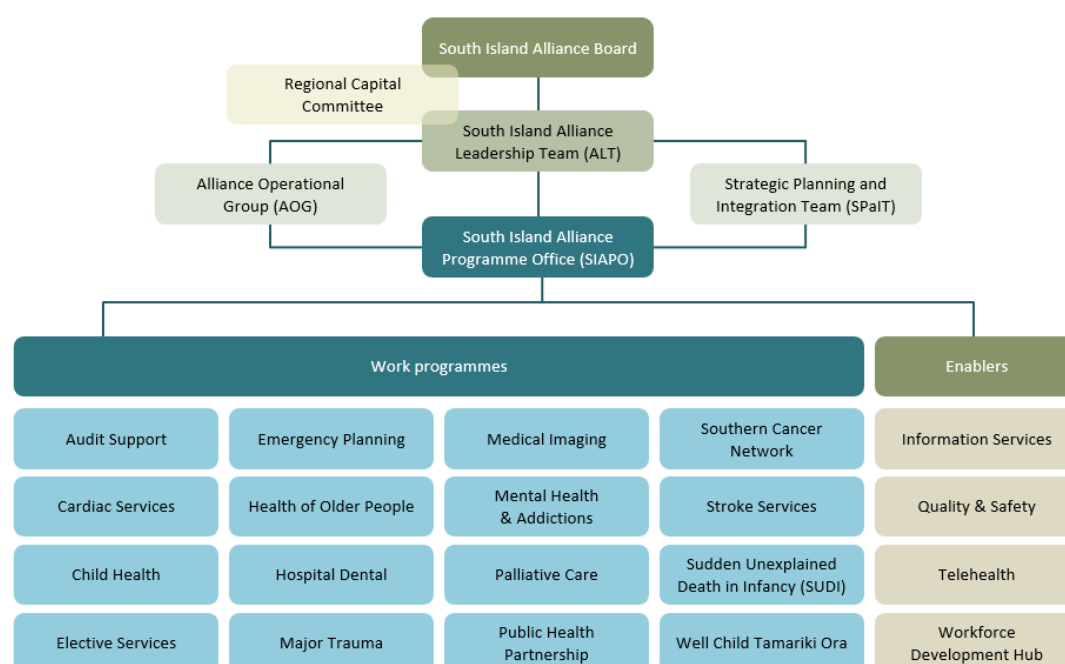 South Island Alliance Board
Regional Capital
Committee
South Island Alliance
Leadership Team (ALT)
Alliance Operational
Group (AOG)
Strategic Planning and
Integration Team (SPaIT)
South Island Alliance
Programme Office (SIAPO)
Work programmes
Enablers
Audit Support
Emergency Planning
Medical Imaging
Southern Cancer
Network
Information Services
Cardiac Services
Health of Older People
Mental Health
& Addictions
Stroke Services
Quality & Safety
Child Health
Hospital Dental
Palliative Care
Sudden Unexplained
Death in Infancy (SUDI)
Telehealth
Elective Services
Major Trauma
Public Health
Partnership
Well Child Tamariki Ora
Workforce
Development Hub